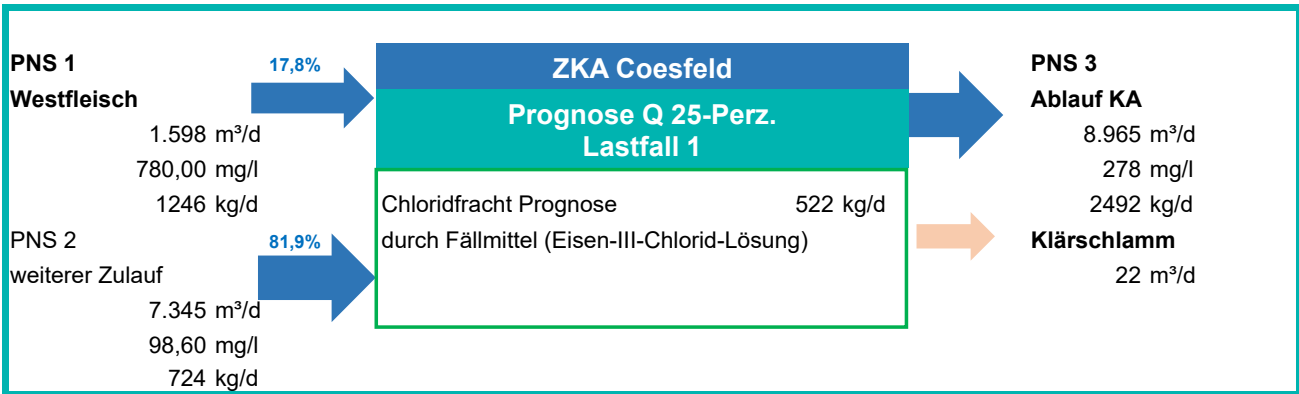 PNS 1
17,8%
Westfleisch
1.598 m³/d
780,00 mg/l
1246 kg/d
PNS 2
81,9%
weiterer Zulauf
7.345 m³/d
98,60 mg/l
724 kg/d
ZKA Coesfeld
Prognose Q 25-Perz.
Lastfall 1
Chloridfracht Prognose 522 kg/d
durch Fällmittel (Eisen-III-Chlorid-Lösung)
PNS 3
Ablauf KA
8.965 m³/d
278 mg/l
2492 kg/d
Klärschlamm
22 m³/d